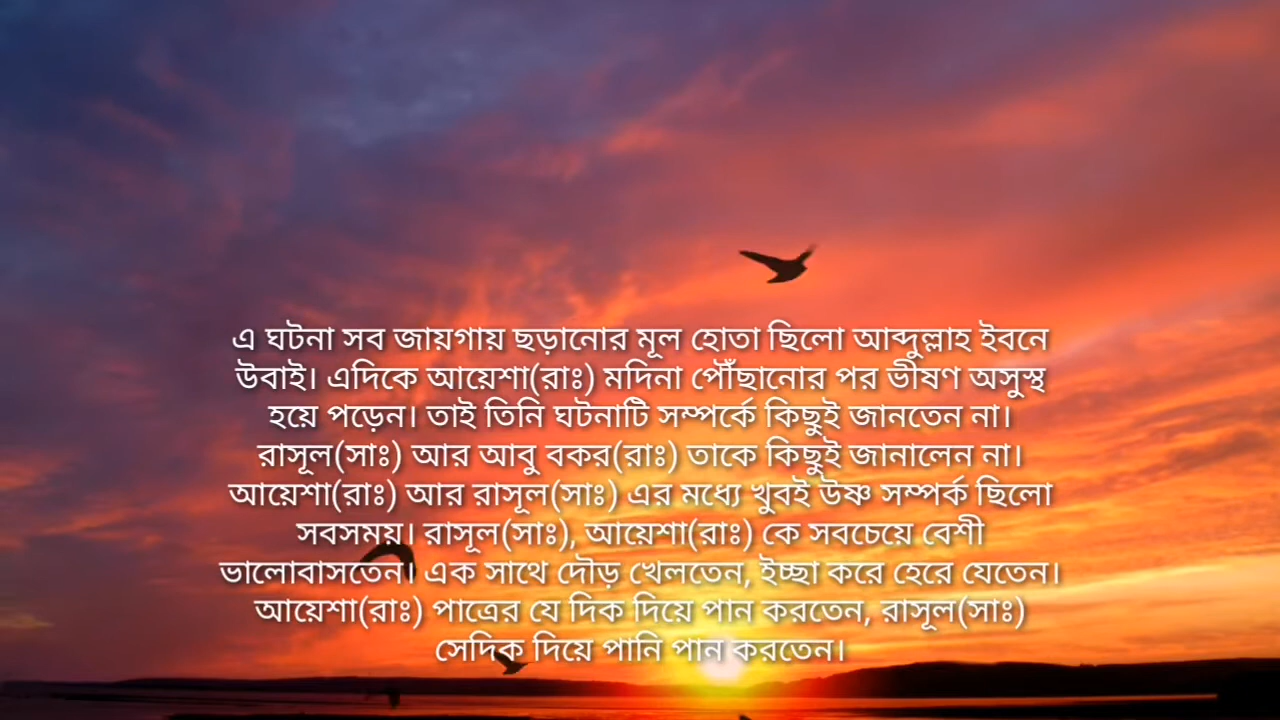 এ ঘটনা সব জায়গায় ছড়ানোর মূল হোতা ছিলো আব্দুল্লাহ ইবনে
উবাই। এদিকে আয়েশা(রাঃ) মদিনা পৌঁছানোর পর ভীষণ অসুস্থ
হয়ে পড়েন। তাই তিনি ঘটনাটি সম্পর্কে কিছুই জানতেন না।
রাসূল(সাঃ) আর আবু বকর(রাঃ) তাকে কিছুই জানালেন না।
আয়েশা(রাঃ) আর রাসূল(সাঃ) এর মধ্যে খুবই উষ্ণ সম্পর্ক ছিলো
সবসময়। রাসূল(সাঃ), আয়েশা(রাঃ) কে সবচেয়ে বেশী
ভালোবাসতেন। এক সাথে দৌড় খেলতেন, ইচ্ছা করে হেরে যেতেন।
আয়েশা(রাঃ) পাত্রের যে দিক দিয়ে পান করতেন, রাসূল(সাঃ)
সেদিক দিয়ে পানি পান করতেন।